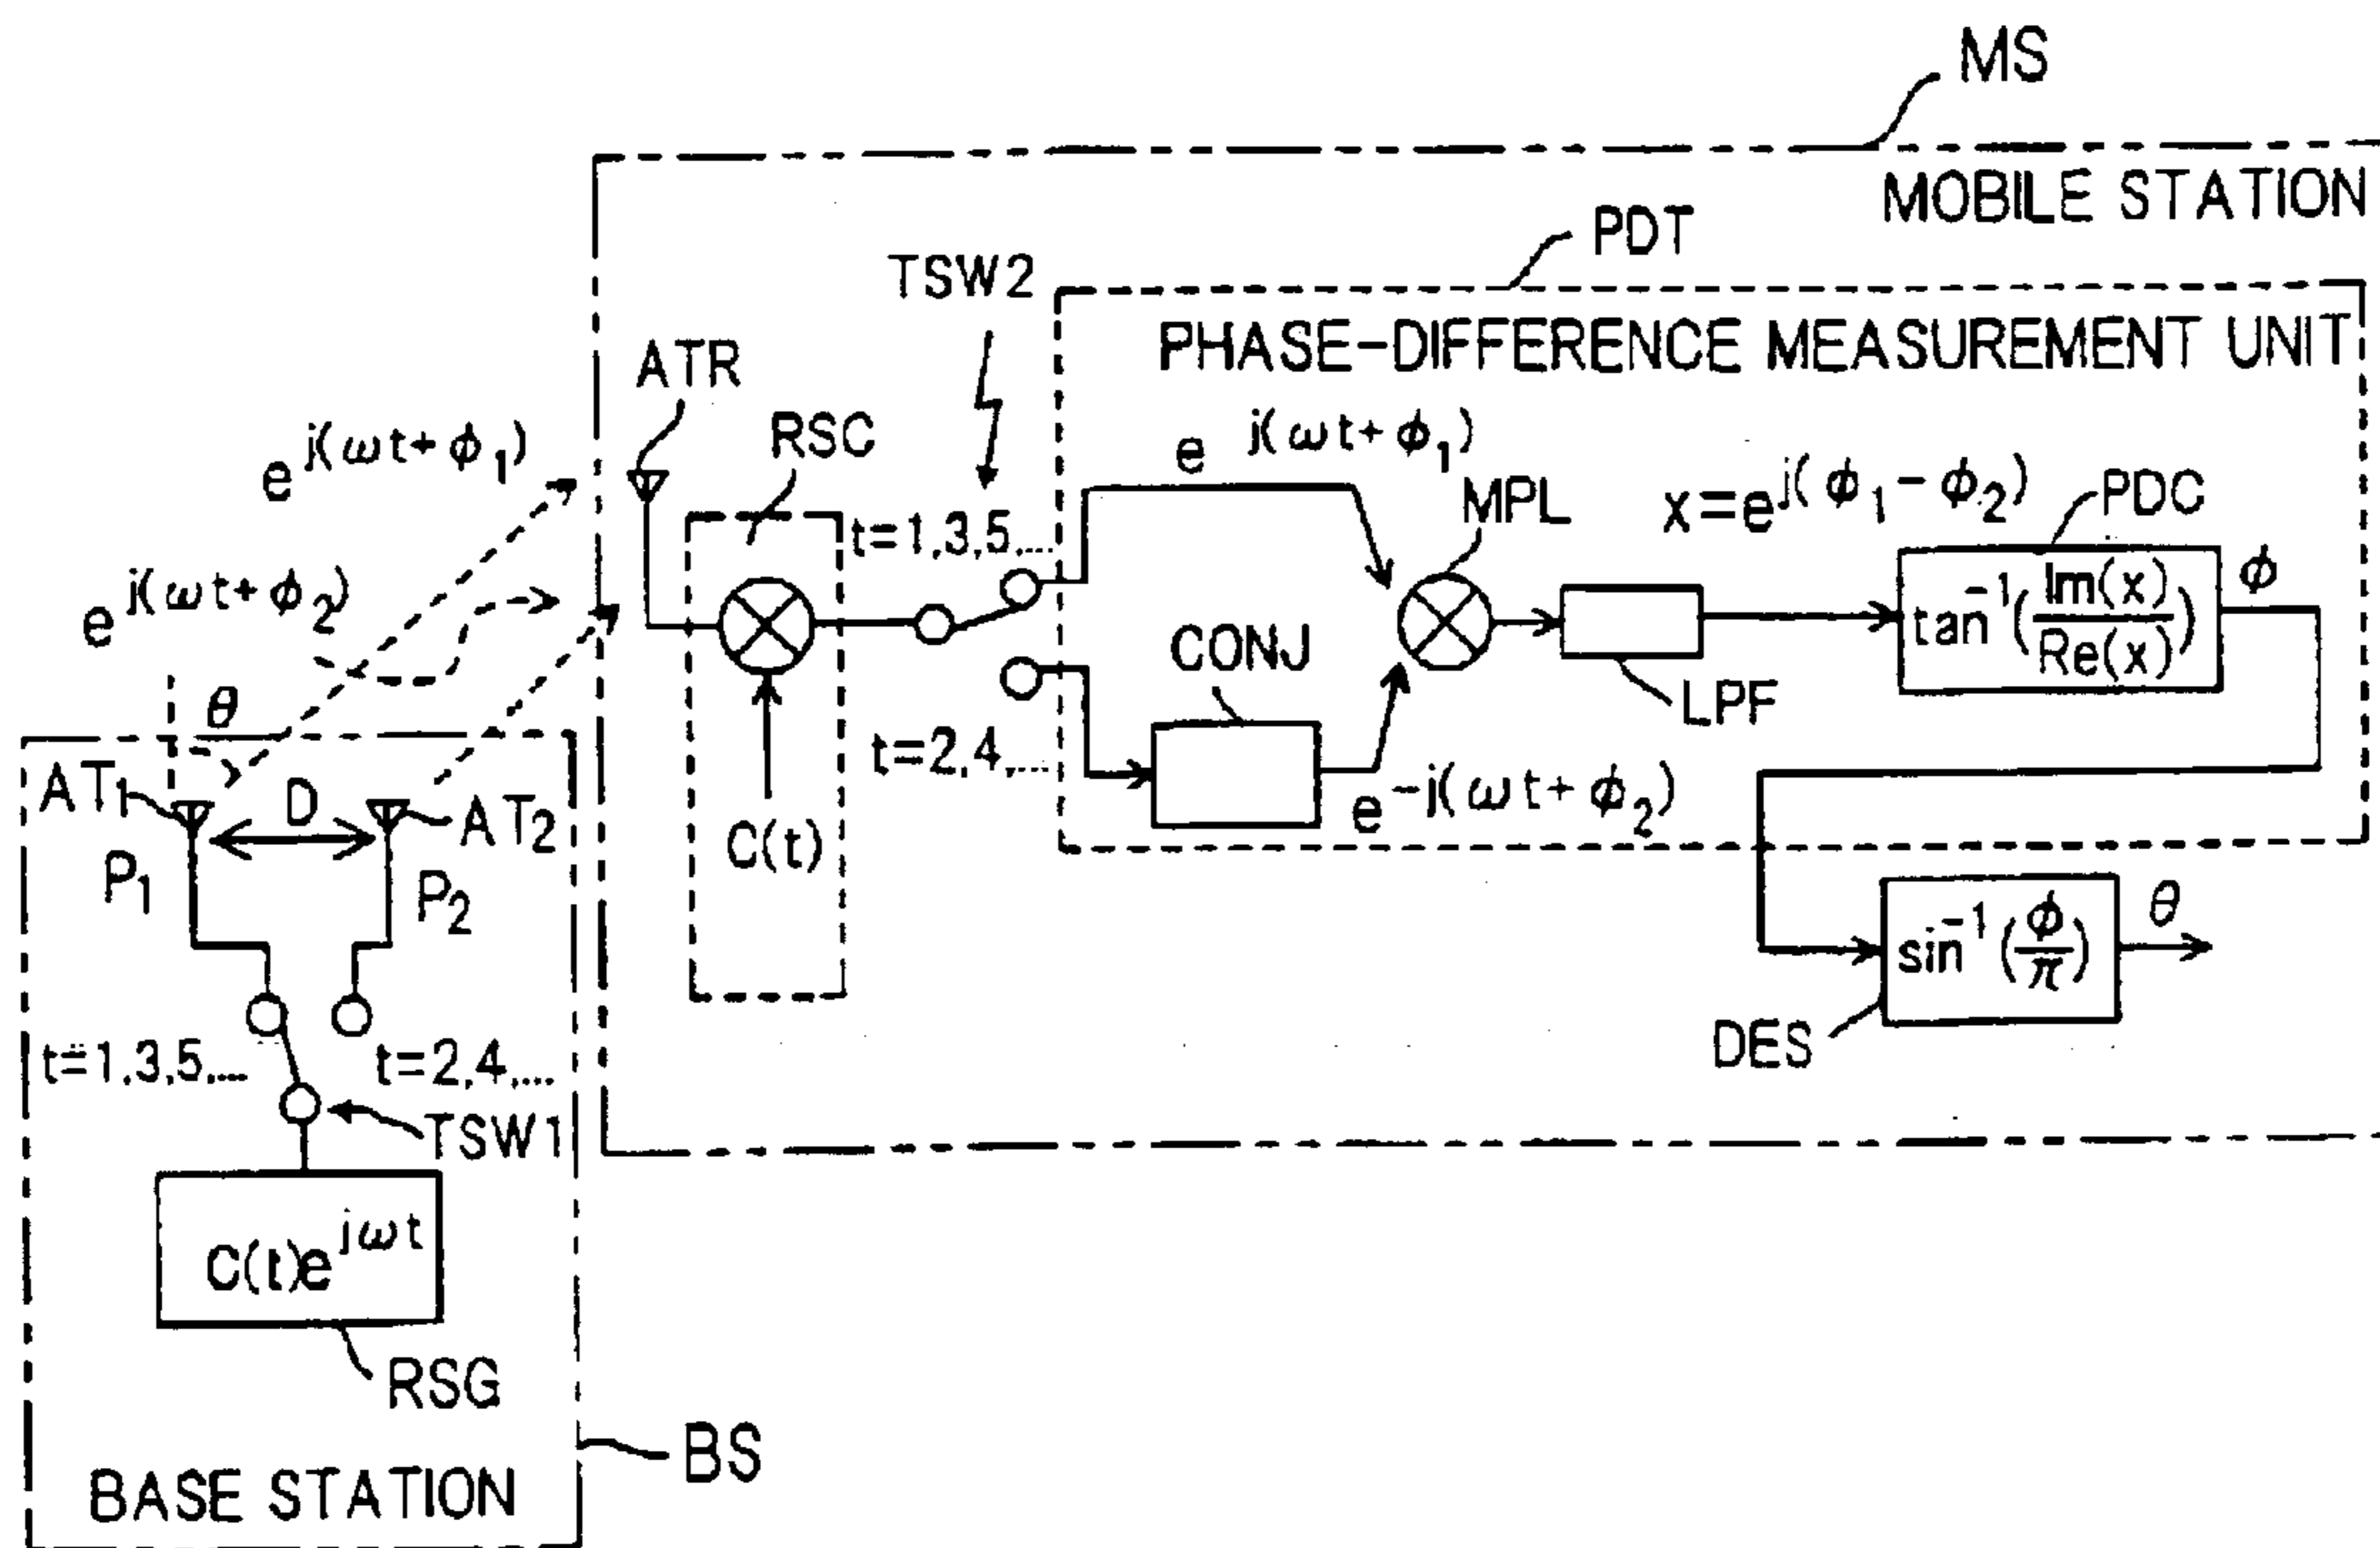 MS
MOBILE STATION
PDT
TSW2
PHASE-DIFFERENCE MEASUREMENT UNIT
ATR
RSC
e^{j(ωt+ϕ₁)}
e^{j(ωt+ϕ₁)}
MPL
x=e^{j(ϕ₁-ϕ₂)}
PDC
t=1,3,5,....
e^{j(ωt+ϕ₂)}
tan⁻¹(Im(x)/Re(x))
ϕ
CONJ
LPF
θ
t=2,4,....
e^{-j(ωt+ϕ₂)}
AT1
D
AT2
C(t)
P1
P2
sin⁻¹(ϕ/π)
θ
DES
t=1,3,5,....
t=2,4,....
TSW1
C(t)e^{jωt}
RSG
BS
BASE STATION